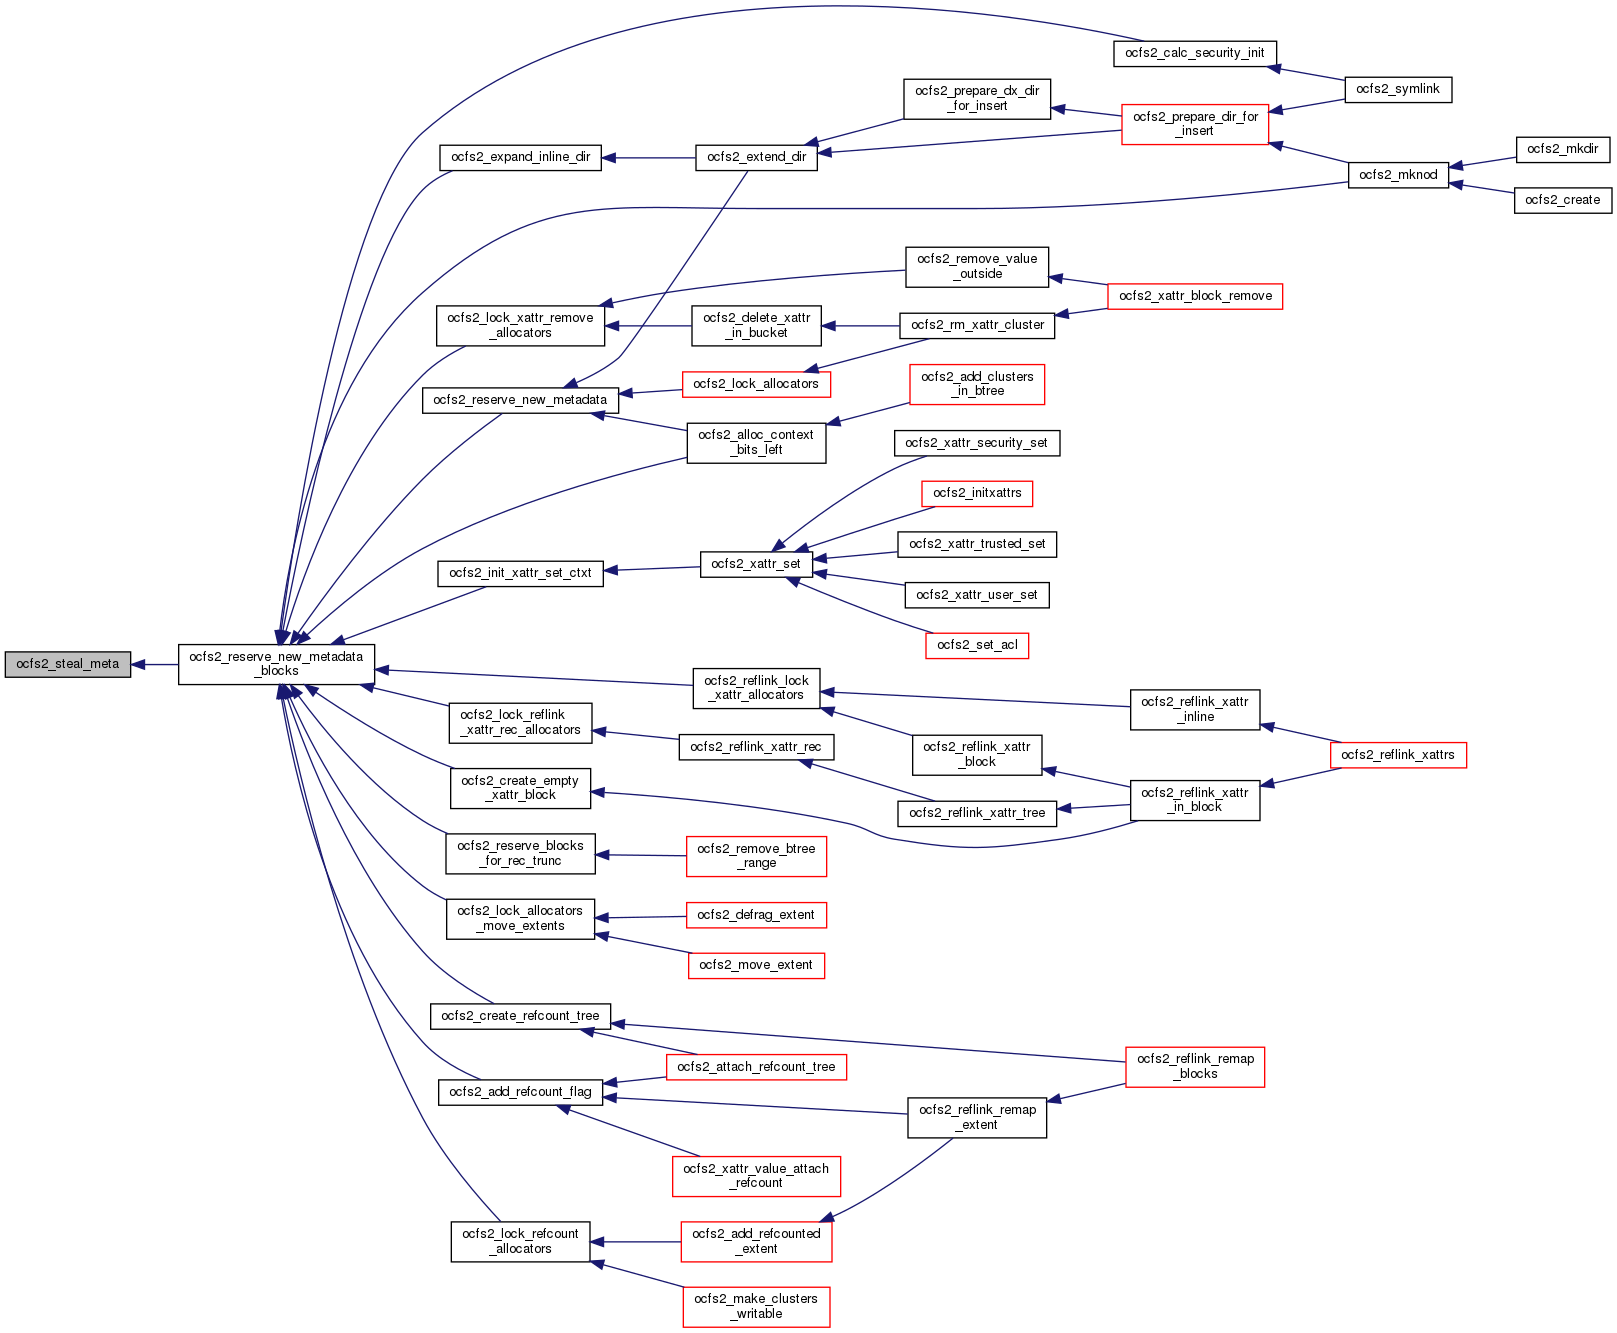 ocfs2_calc_security_init
ocfs2_symlink
ocfs2_prepare_dx_dir
_for_insert
ocfs2_prepare_dir_for
_insert
ocfs2_expand_inline_dir
ocfs2_extend_dir
ocfs2_mkdir
ocfs2_mknod
ocfs2_create
ocfs2_remove_value
_outside
ocfs2_xattr_block_remove
ocfs2_lock_xattr_remove
_allocators
ocfs2_delete_xattr
_in_bucket
ocfs2_rm_xattr_cluster
ocfs2_reserve_new_metadata
ocfs2_lock_allocators
ocfs2_add_clusters
_in_btree
ocfs2_alloc_context
_bits_left
ocfs2_xattr_security_set
ocfs2_initxattrs
ocfs2_xattr_trusted_set
ocfs2_init_xattr_set_ctxt
ocfs2_xattr_set
ocfs2_xattr_user_set
ocfs2_set_acl
ocfs2_steal_meta
ocfs2_reserve_new_metadata
_blocks
ocfs2_reflink_lock
_xattr_allocators
ocfs2_reflink_xattr
_inline
ocfs2_lock_reflink
_xattr_rec_allocators
ocfs2_reflink_xattr_rec
ocfs2_reflink_xattr
_block
ocfs2_reflink_xattrs
ocfs2_create_empty
_xattr_block
ocfs2_reflink_xattr_tree
ocfs2_reflink_xattr
_in_block
ocfs2_reserve_blocks
_for_rec_trunc
ocfs2_remove_btree
_range
ocfs2_lock_allocators
_move_extents
ocfs2_defrag_extent
ocfs2_move_extent
ocfs2_create_refcount_tree
ocfs2_attach_refcount_tree
ocfs2_reflink_remap
_blocks
ocfs2_add_refcount_flag
ocfs2_reflink_remap
_extent
ocfs2_xattr_value_attach
_refcount
ocfs2_lock_refcount
_allocators
ocfs2_add_refcounted
_extent
ocfs2_make_clusters
_writable